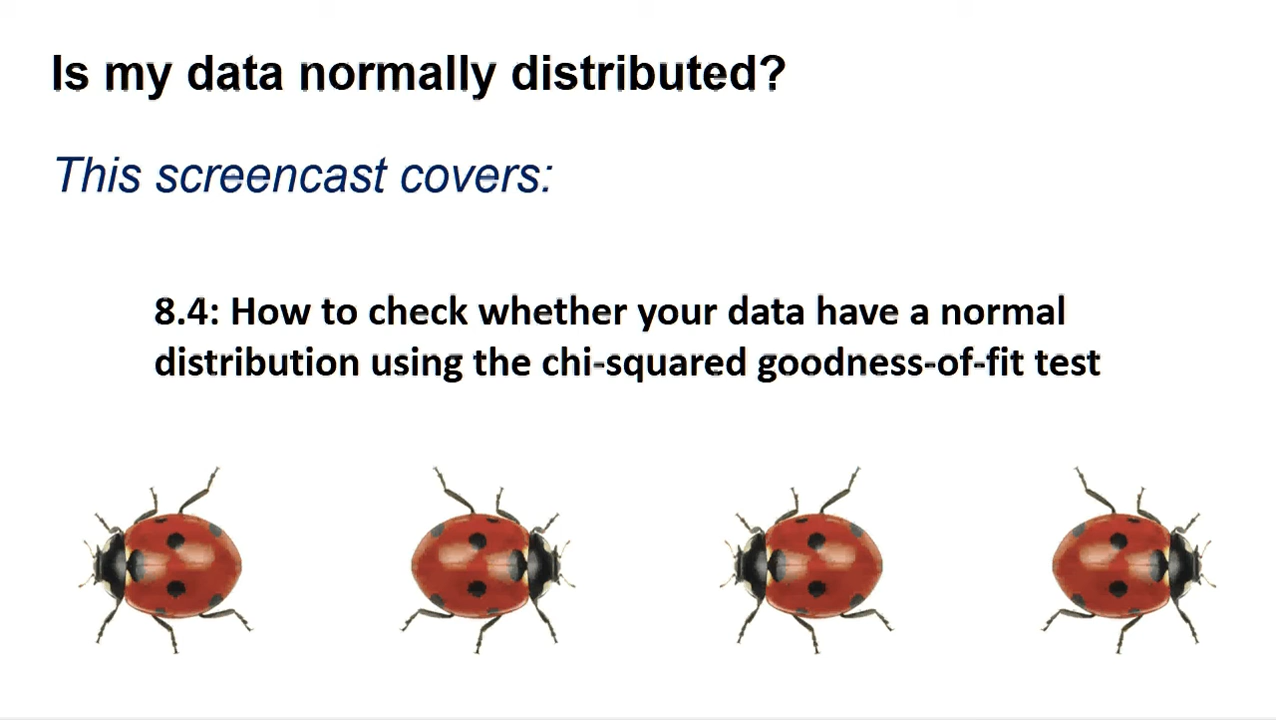 Is my data normally distributed?
This screencast covers:
8.4: How to check whether your data have a normal
distribution using the chi-squared goodness-of-fit test